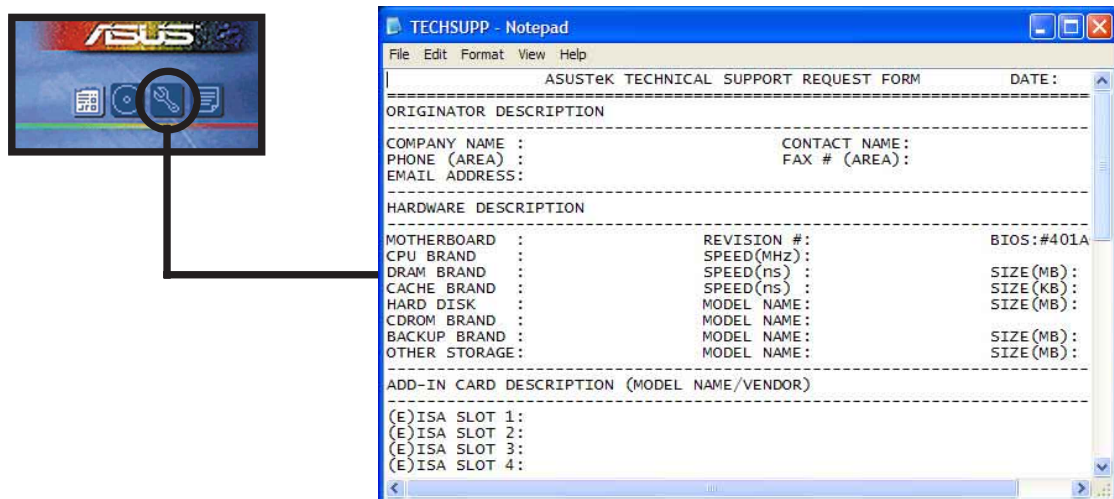 ASUS
TECHSUPP - Notepad
File Edit Format View Help
ASUSTeK TECHNICAL SUPPORT REQUEST FORM DATE:
ORIGINATOR DESCRIPTION
COMPANY NAME : CONTACT NAME:
PHONE (AREA) : FAX # (AREA):
EMAIL ADDRESS:
HARDWARE DESCRIPTION
MOTHERBOARD : REVISION #: BIOS:#401A
CPU BRAND : SPEED(MHz):
DRAM BRAND : SPEED(ns) : SIZE(MB):
CACHE BRAND : SPEED(ns) : SIZE(KB):
HARD DISK : MODEL NAME: SIZE(MB):
CDROM BRAND : MODEL NAME:
BACKUP BRAND : MODEL NAME: SIZE(MB):
OTHER STORAGE: MODEL NAME: SIZE(MB):
ADD-IN CARD DESCRIPTION (MODEL NAME/VENDOR)
(E)ISA SLOT 1:
(E)ISA SLOT 2:
(E)ISA SLOT 3:
(E)ISA SLOT 4: